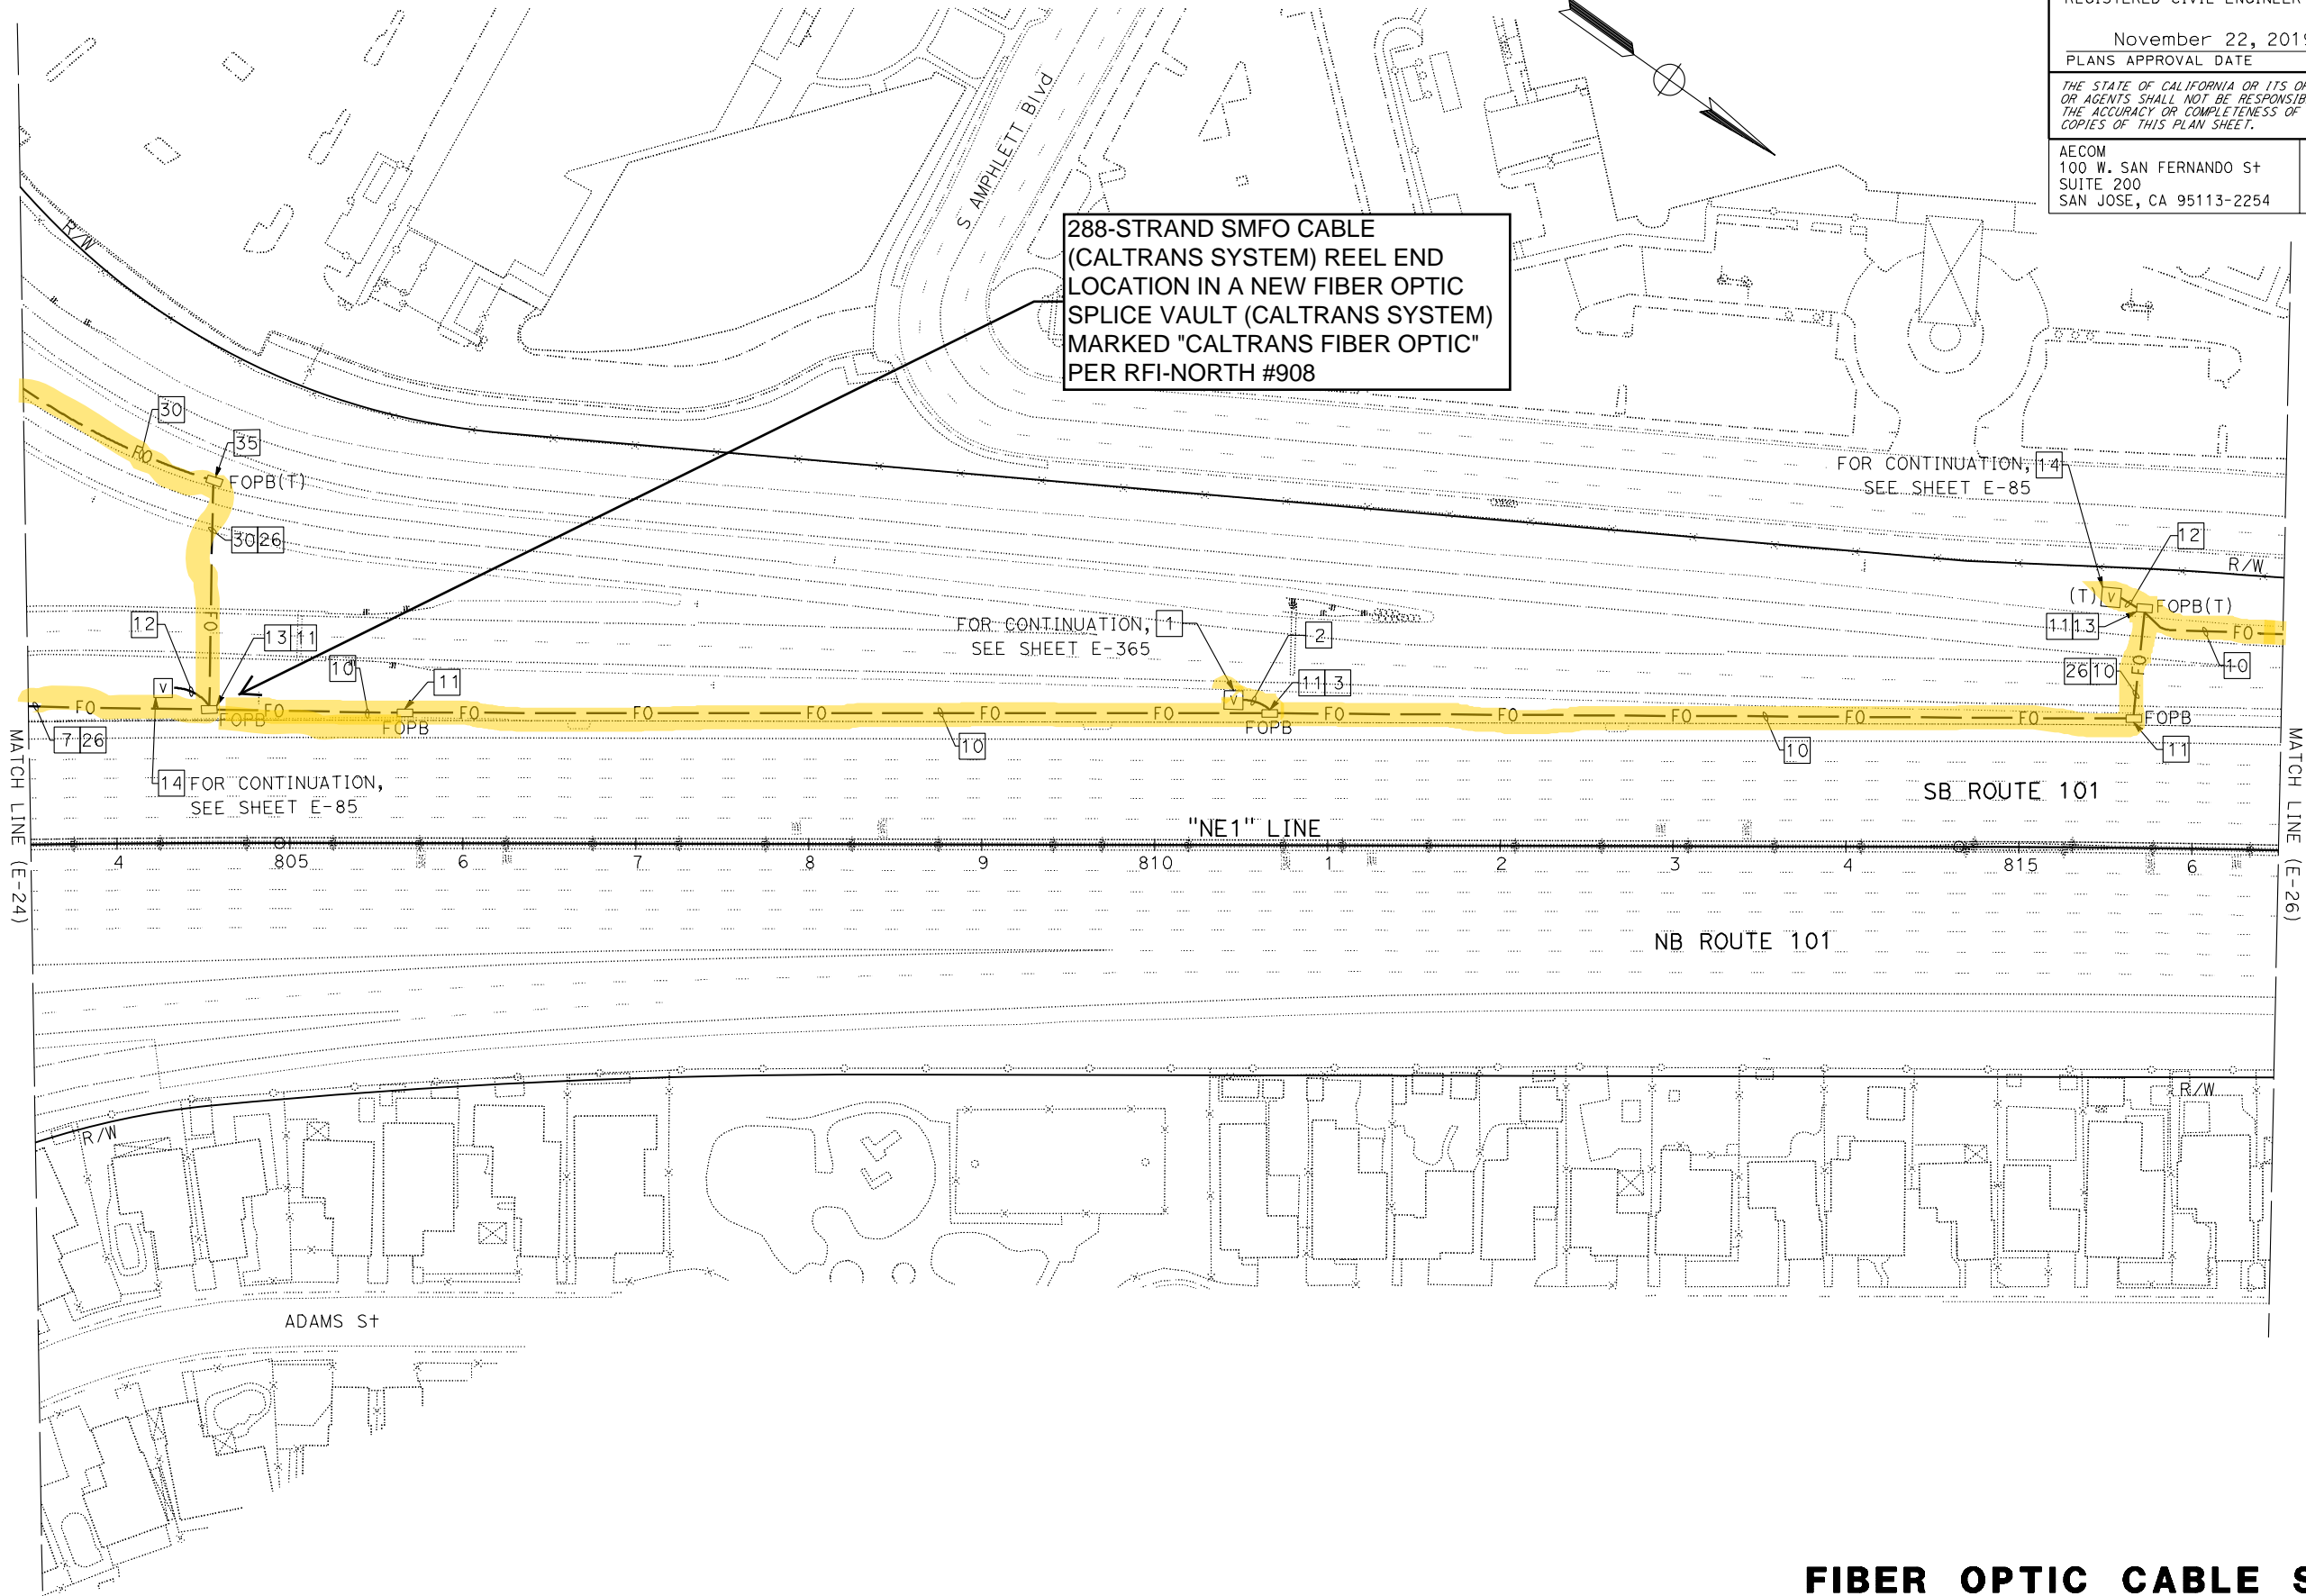 REGISTERED CIVIL ENGINEER
November 22, 2019
PLANS APPROVAL DATE
THE STATE OF CALIFORNIA OR ITS
OR AGENTS SHALL NOT BE
THE ACCURACY OR COMPLETENESS OF
COPIES OF THIS PLAN SHEET.
AECOM
100 W. SAN FERNANDO St
SUITE 200
SAN JOSE, CA 95113-2254
S AMPHLETT Blvd
288-STRAND SMFO CABLE
(CALTRANS SYSTEM) REEL END
LOCATION IN A NEW FIBER OPTIC
SPLICE VAULT (CALTRANS SYSTEM)
MARKED "CALTRANS FIBER OPTIC"
PER RFI-NORTH #908
R/W
30
FO
35
FOPB(T)
30 26
FO
FOR CONTINUATION, 14
SEE SHEET E-85
12
R/W
(T) V FOPB(T)
11 13
FO
10
26 10
FO
12
13 11
FOR CONTINUATION, 1
SEE SHEET E-365
2
10
11
11 3
V
V
FO FO FO FO FO FO FO FO FO FO FO FO
FOPB
FOPB
FOPB
FOPB
7 26
10
10
11
14 FOR CONTINUATION,
SEE SHEET E-85
SB ROUTE 101
MATCH LINE (E-24)
MATCH LINE (E-26)
"NE1" LINE
4 805 6 7 8 9 810 1 2 3 4 815 6
NB ROUTE 101
R/W
R/W
ADAMS St
FIBER OPTIC CABLE